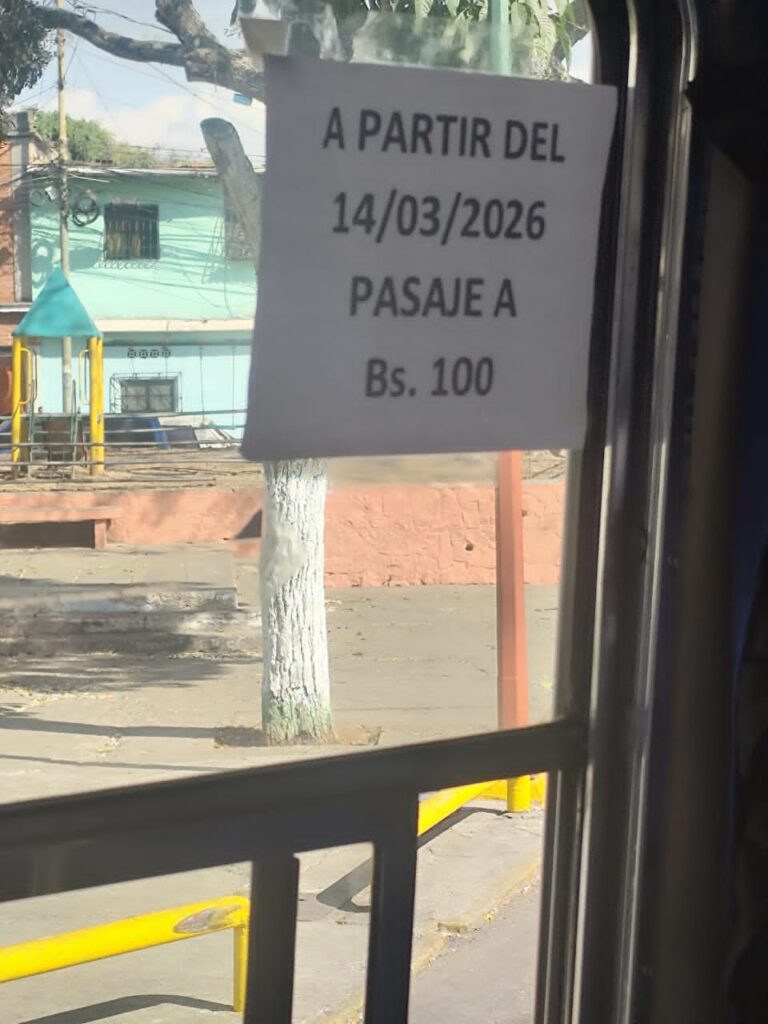 A PARTIR DEL
14/03/2026
PASAJE A
Bs. 100